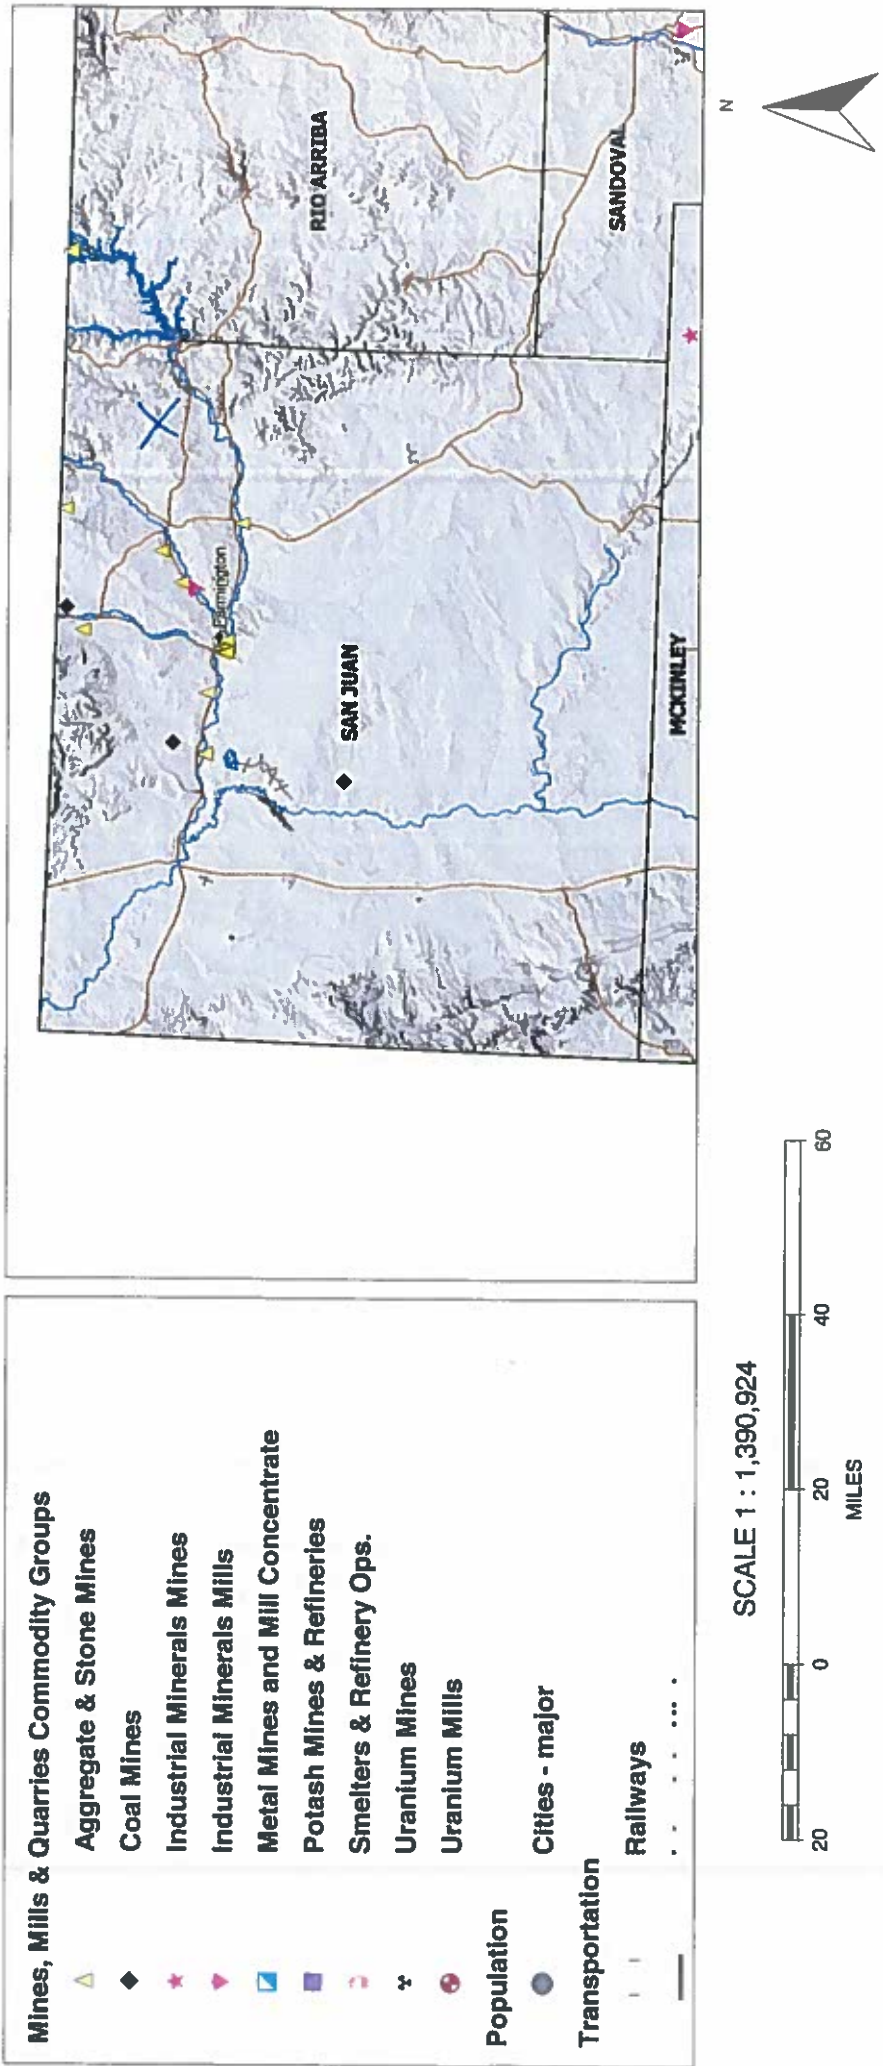 Mines, Mills & Quarries Commodity Groups
Aggregate & Stone Mines
Coal Mines
Industrial Minerals Mines
Industrial Minerals Mills
Metal Mines and Mill Concentrate
Potash Mines & Refineries
Smelters & Refinery Ops.
Uranium Mines
Uranium Mills
Population
Cities - major
Transportation
Railways
RIO ARRIBA
SANDOVAL
Farmington
SAN JUAN
MCKINLEY
N
SCALE 1 : 1,390,924
20 0 20 40 60
MILES